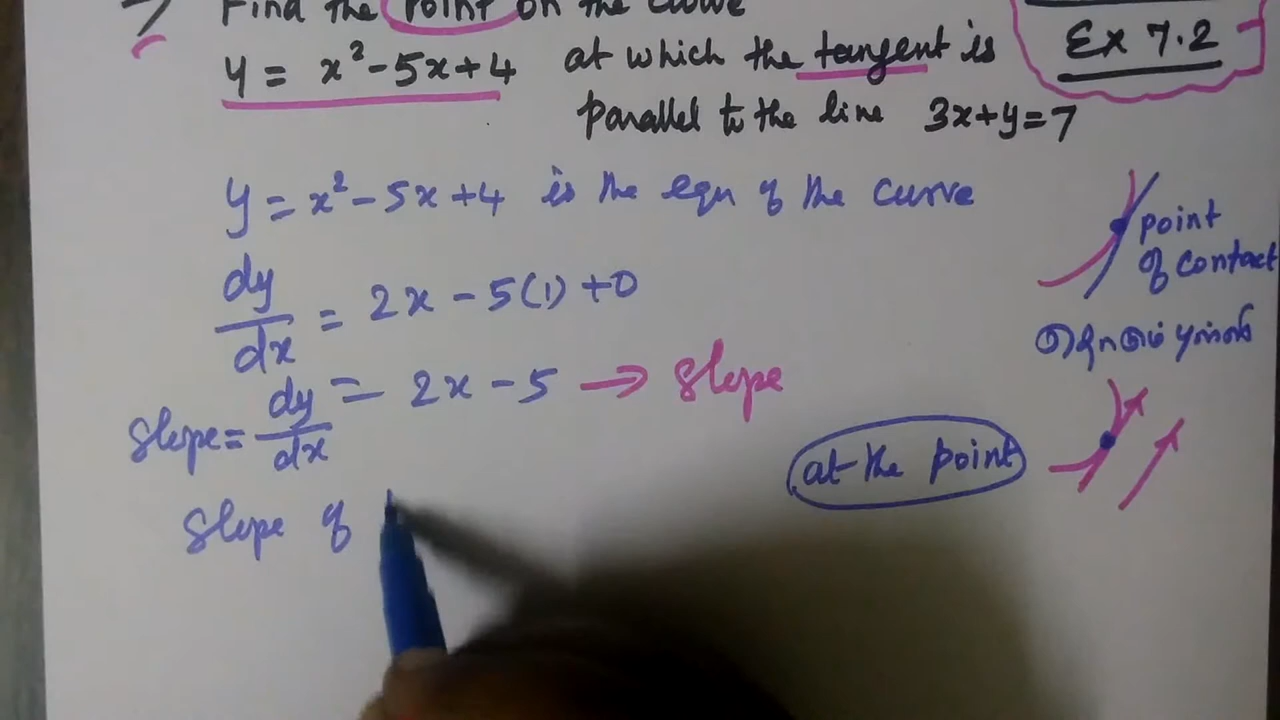 Find the point on the curve
y = x² - 5x + 4 at which the tangent is
parallel to the line 3x + y = 7
Ex 7.2
y = x² - 5x + 4 is the eqn of the curve
dy/dx = 2x - 5(1) + 0
slope = dy/dx = 2x - 5 → slope
slope of
point
of contact
at the point